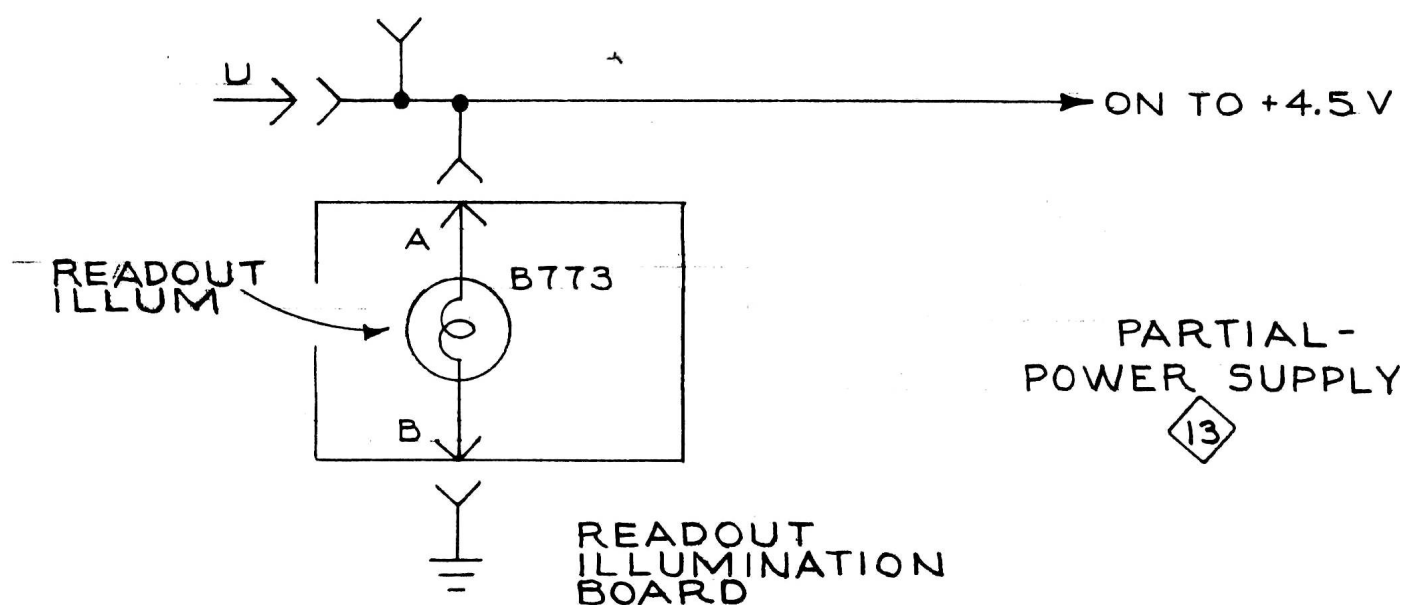 U
ON TO +4.5 V
A
B773
READOUT
ILLUM
PARTIAL-
POWER SUPPLY
13
B
READOUT
ILLUMINATION
BOARD